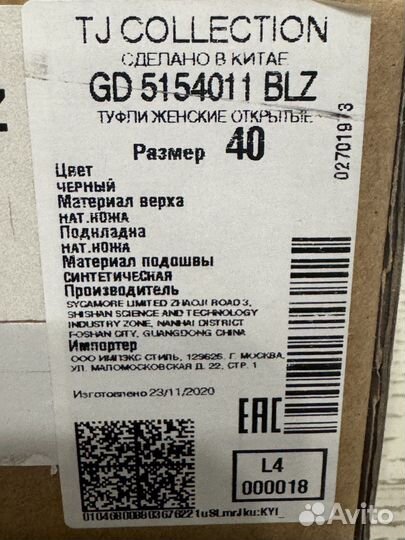 TJ COLLECTION
СДЕЛАНО В КИТАЕ
GD 5154011 BLZ
ТУФЛИ ЖЕНСКИЕ ОТКРЫТЫЕ
Размер 40
Цвет
ЧЕРНЫЙ
Материал верха
НАТ.КОЖА
Подкладка
НАТ.КОЖА
Материал подошвы
СИНТЕТИЧЕСКАЯ
Производитель
SYCAMORE LIMITED ZHAOJI ROAD 3,
SHISHAN SCIENCE AND TECHNOLOGY
INDUSTRY ZONE, NANHAI DISTRICT
FOSHAN CITY, GUANGDONG CHINA
Импортер
ООО ИМПЭКС СТИЛЬ, 129626, Г. МОСКВА,
УЛ. МАЛОМОСКОВСКАЯ Д. 22, СТР. 1
Изготовлено 23/11/2020
EAC
L4
000018
02701973
Z
Avito